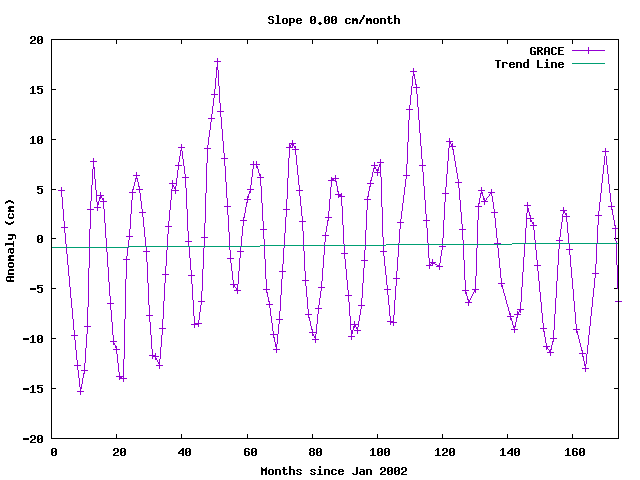 Slope 0.00 cm/month
GRACE
Trend Line
20
15
10
5
0
-5
-10
-15
-20
Anomaly (cm)
0 20 40 60 80 100 120 140 160
Months since Jan 2002